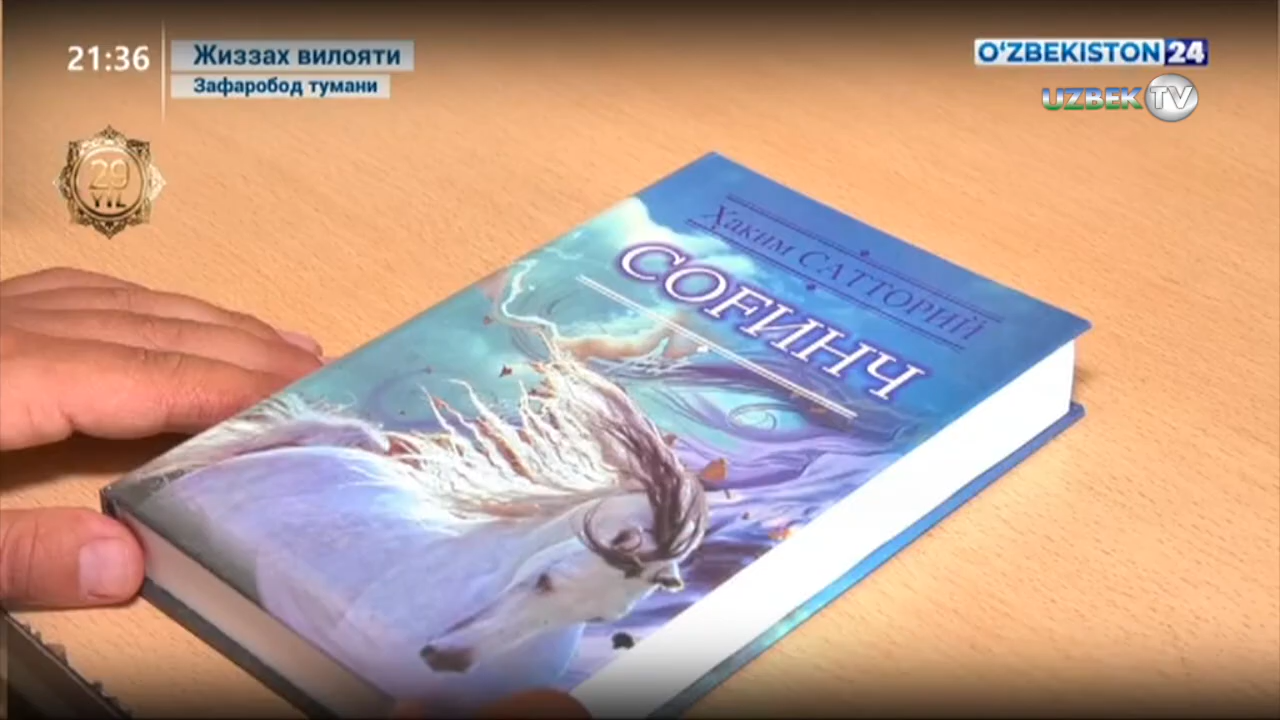 21:36
Жиззах вилояти
Зафаробод тумани
O‘ZBEKISTON 24
UZBEK TV
29
YIL
Ҳаким САТТОРИЙ
СОҒИНЧ